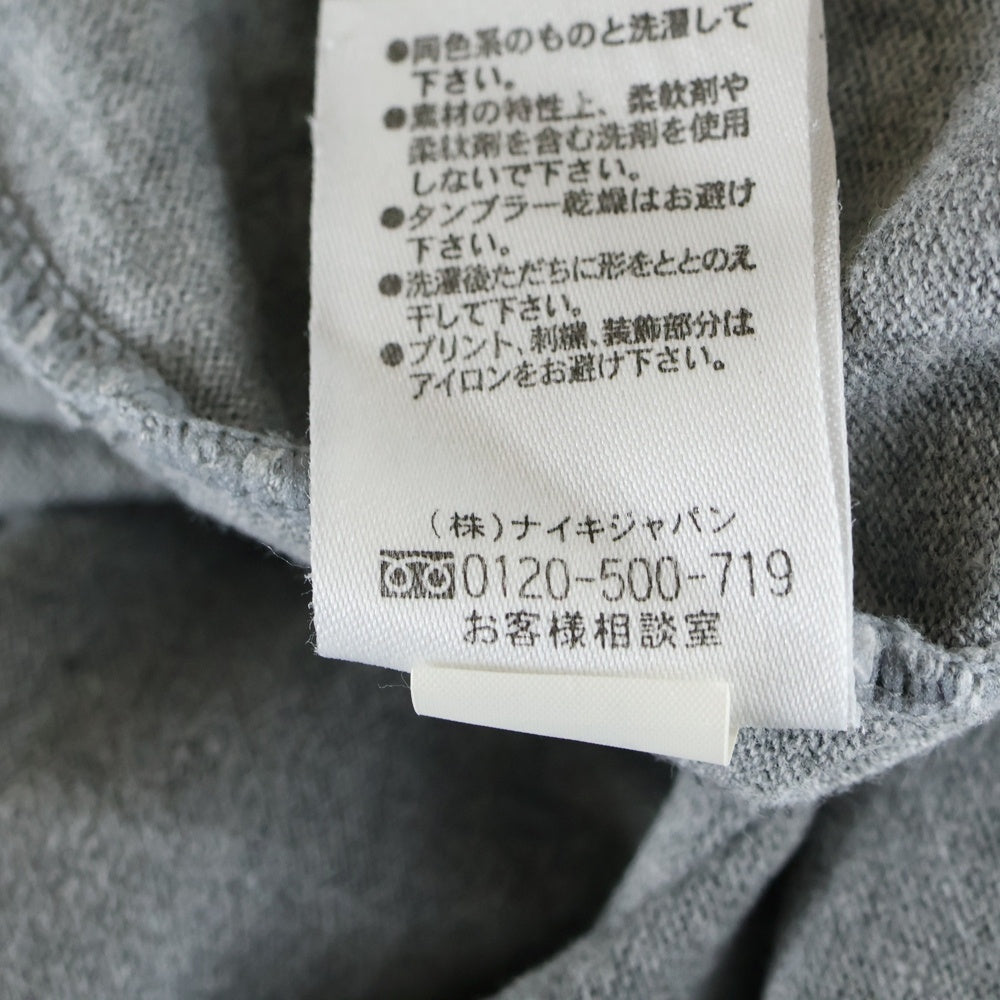 ●同色系のものと洗濯して
下さい。
●素材の特性上、柔軟剤や
柔軟剤を含む洗剤を使用
しないで下さい。
●タンブラー乾燥はお避け
下さい。
●洗濯後ただちに形をととのえ
干して下さい。
●プリント、刺繍、装飾部分は
アイロンをお避け下さい。
(株)ナイキジャパン
0120-500-719
お客様相談室